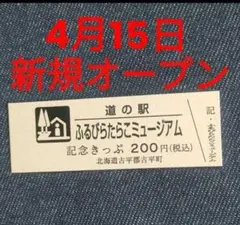 4月15日
新規オープン
道の駅
ふるびらたらこミュージアム
記念きっぷ 200円(税込)
北海道古平郡古平町